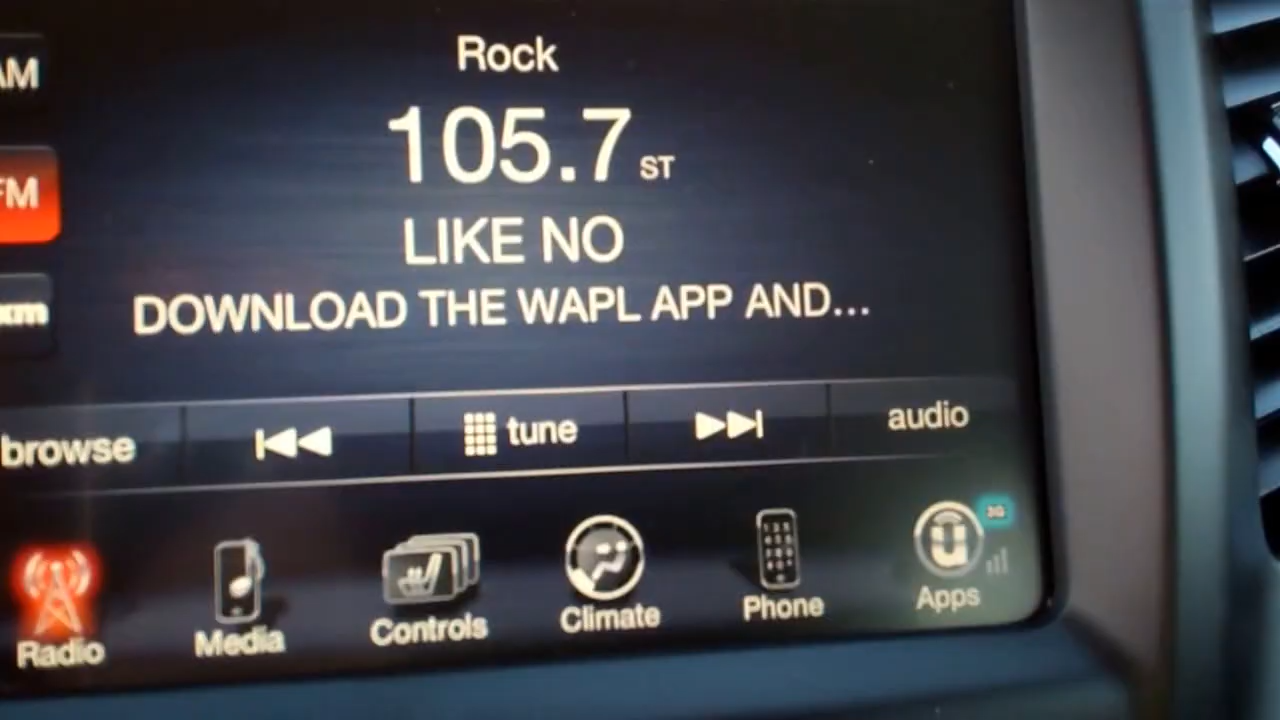 Rock
AM
105.7 ST
FM
LIKE NO
DOWNLOAD THE WAPL APP AND...
xm
browse
tune
audio
3G
Radio
Media
Controls
Climate
Phone
Apps